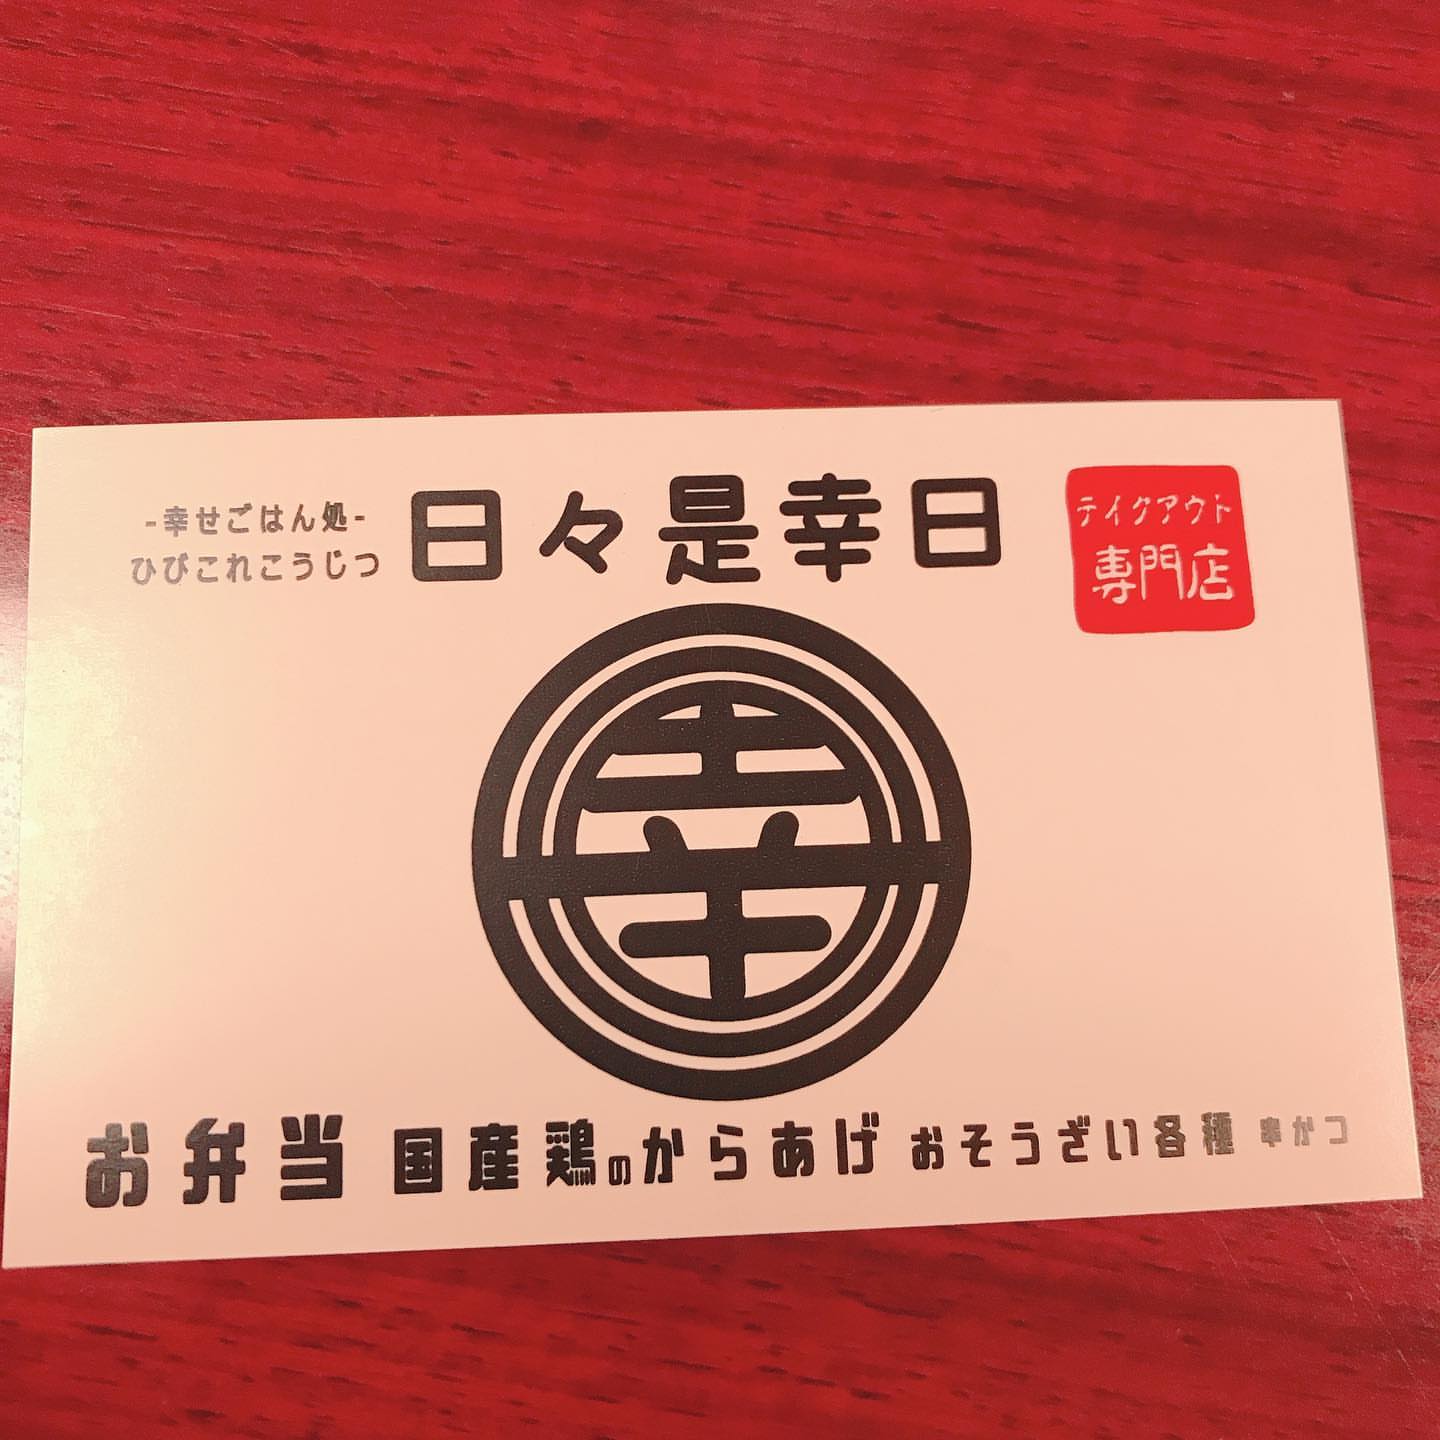 -幸せごはん処-
ひびこれこうじつ
日々是幸日
テイクアウト
専門店
幸
お弁当 国産鶏のからあげ おそうざい各種 串かつ